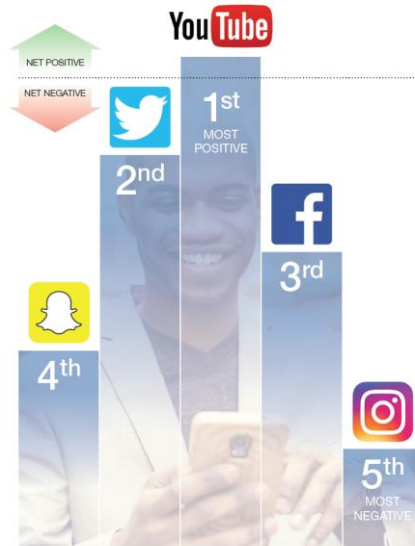 YouTube
NET POSITIVE
NET NEGATIVE
1st
MOST
POSITIVE
2nd
3rd
4th
5th
MOST
NEGATIVE